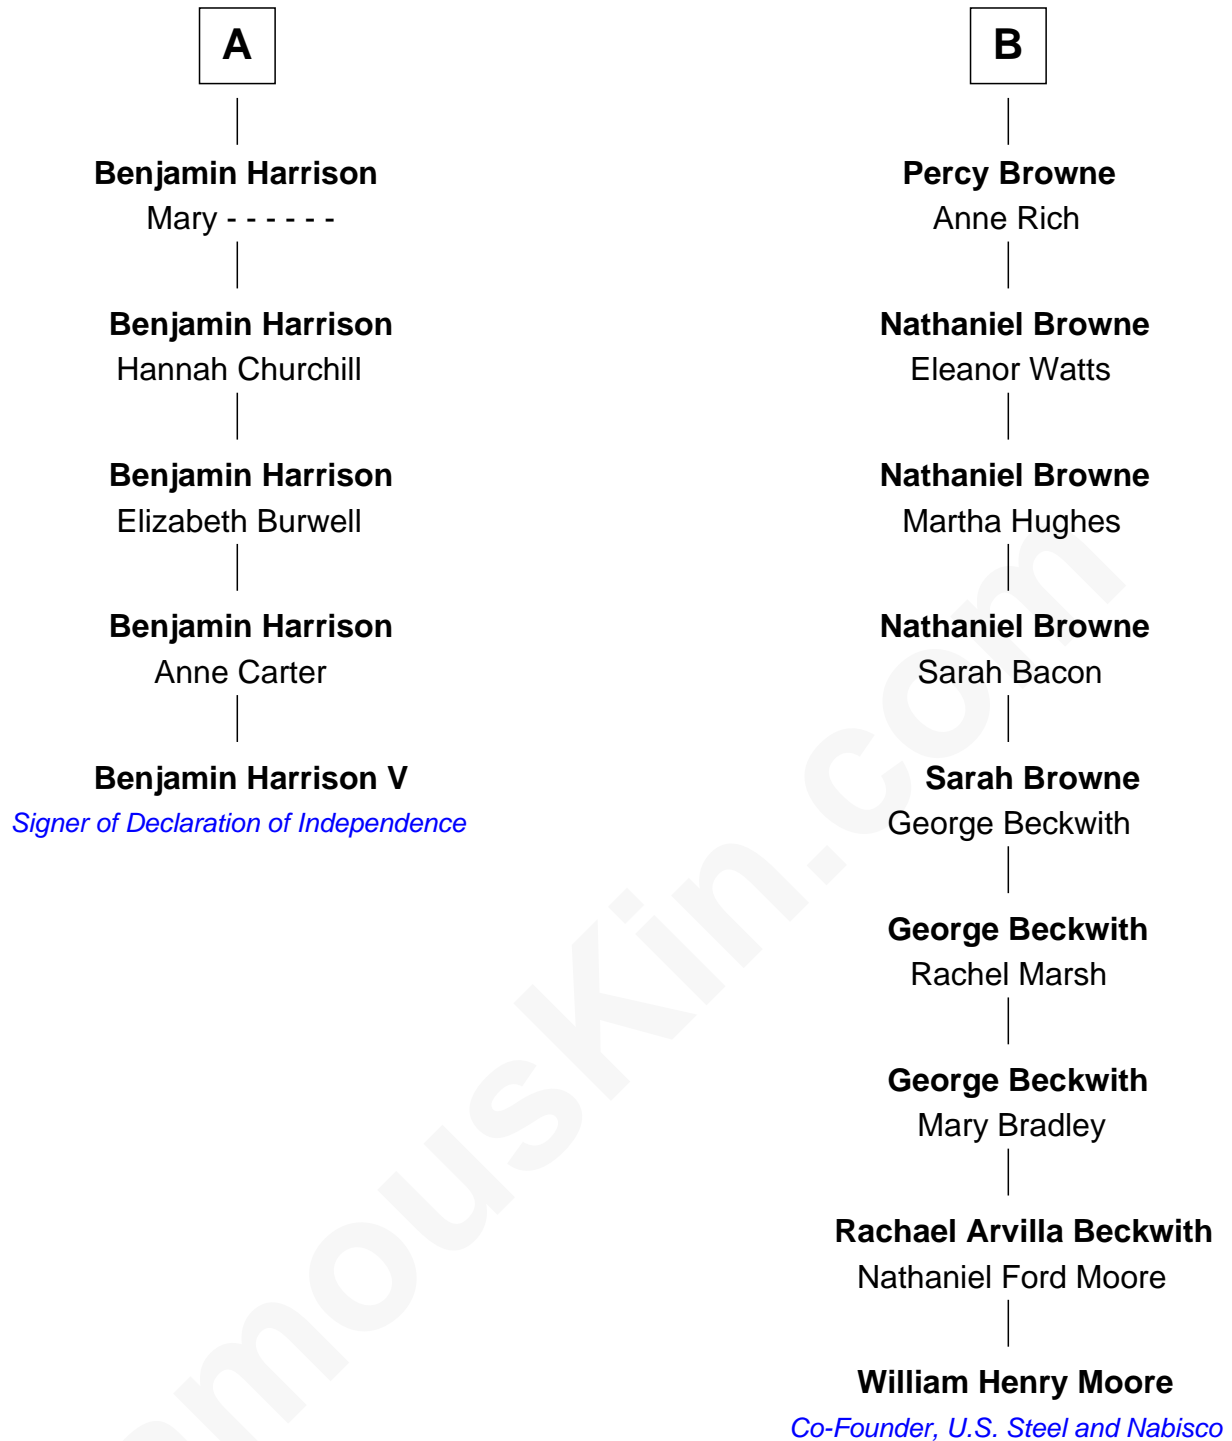 A
Benjamin Harrison
Mary - - - - - -
Benjamin Harrison
Hannah Churchill
Benjamin Harrison
Elizabeth Burwell
Benjamin Harrison
Anne Carter
Benjamin Harrison V
Signer of Declaration of Independence
B
Percy Browne
Anne Rich
Nathaniel Browne
Eleanor Watts
Nathaniel Browne
Martha Hughes
Nathaniel Browne
Sarah Bacon
Sarah Browne
George Beckwith
George Beckwith
Rachel Marsh
George Beckwith
Mary Bradley
Rachael Arvilla Beckwith
Nathaniel Ford Moore
William Henry Moore
Co-Founder, U.S. Steel and Nabisco
amouskin.com